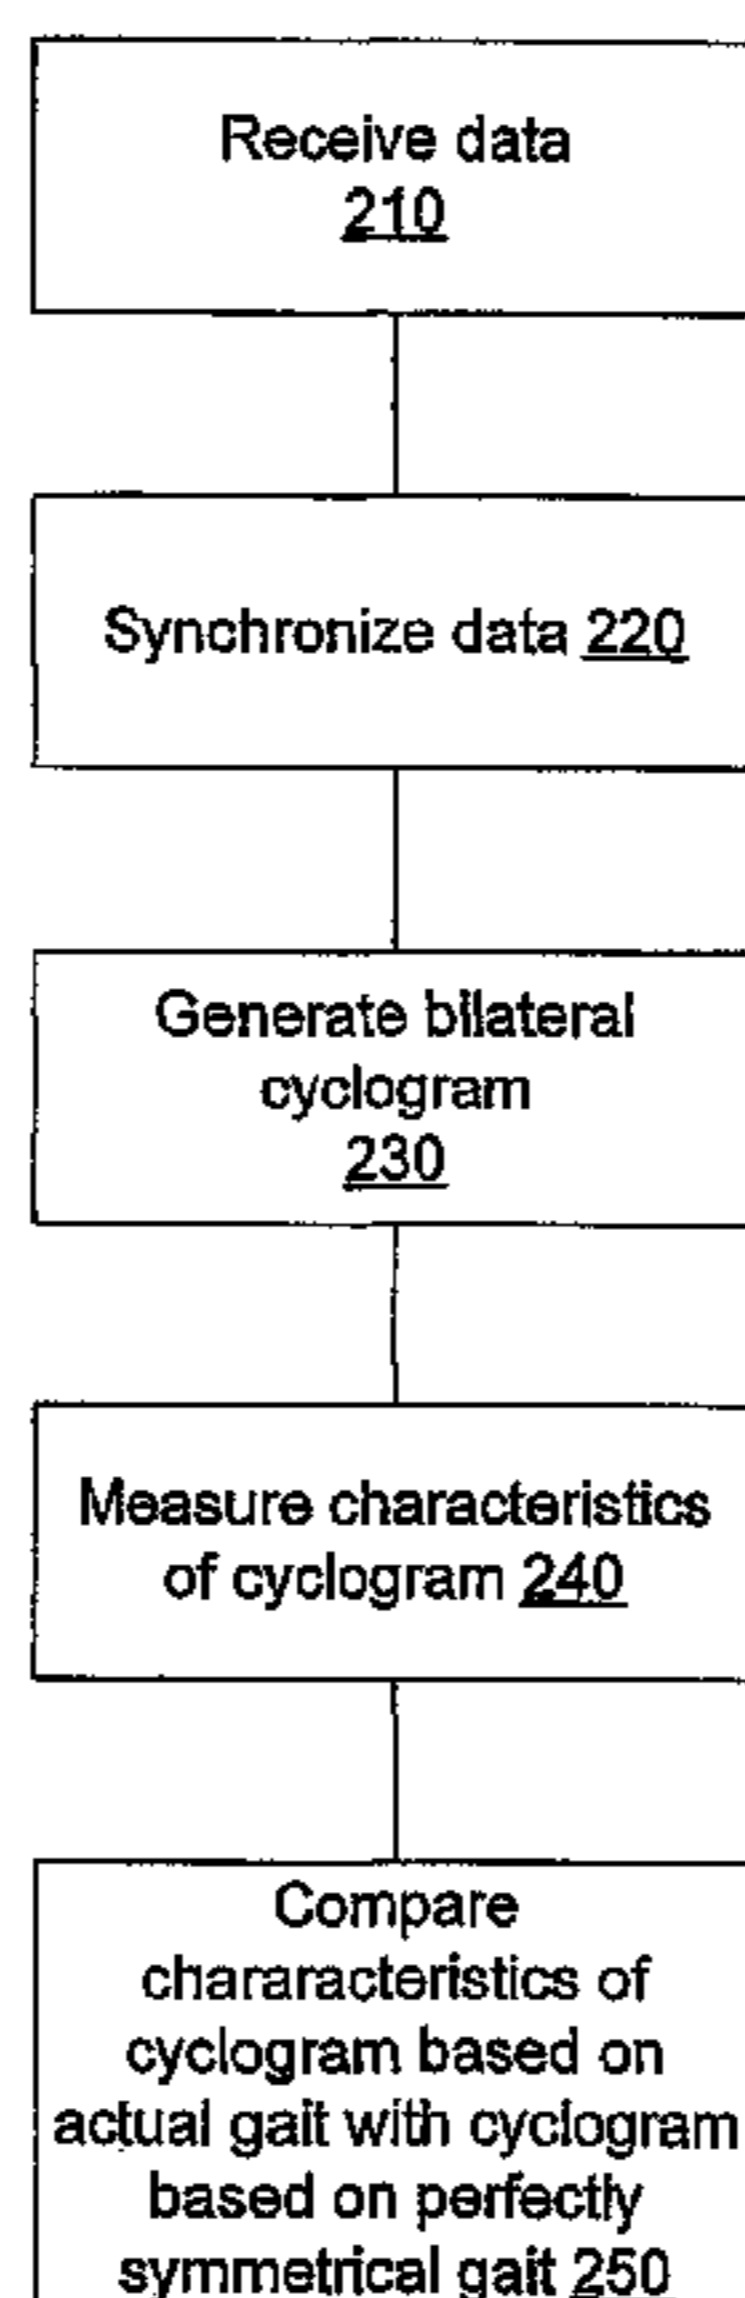 Receive data
210
Synchronize data 220
Generate bilateral
cyclogram
230
Measure characteristics
of cyclogram 240
Compare
chararacteristics of
cyclogram based on
actual gait with cyclogram
based on perfectly
symmetrical gait 250